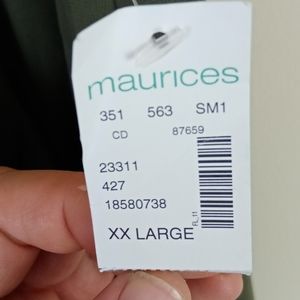 maurices
351 563 SM1
CD 87659
23311
427
18580738
XX LARGE